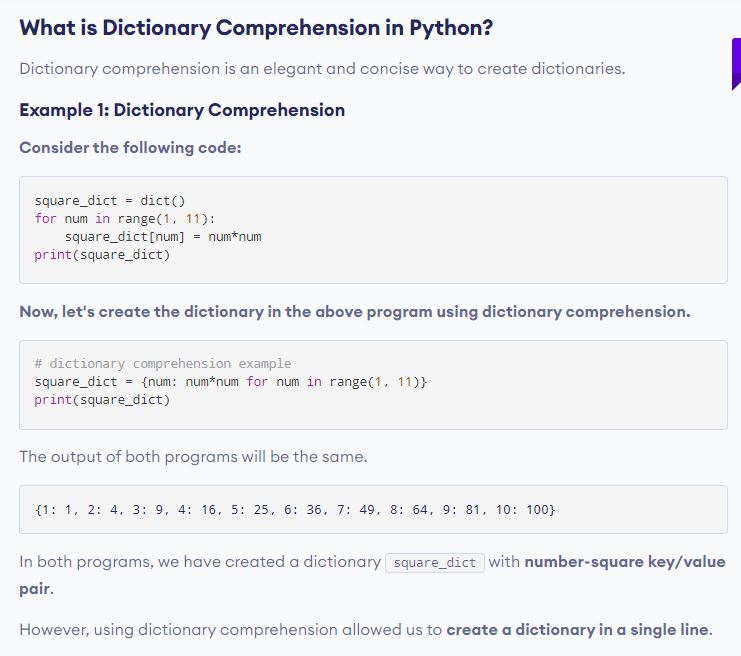 What is Dictionary Comprehension in Python?
Dictionary comprehension is an elegant and concise way to create dictionaries.
Example 1: Dictionary Comprehension
Consider the following code:
square_dict = dict()
for num in range(1, 11):
    square_dict[num] = num*num
print(square_dict)
Now, let's create the dictionary in the above program using dictionary comprehension.
# dictionary comprehension example
square_dict = {num: num*num for num in range(1, 11)}
print(square_dict)
The output of both programs will be the same.
{1: 1, 2: 4, 3: 9, 4: 16, 5: 25, 6: 36, 7: 49, 8: 64, 9: 81, 10: 100}
In both programs, we have created a dictionary square_dict with number-square key/value
pair.
However, using dictionary comprehension allowed us to create a dictionary in a single line.